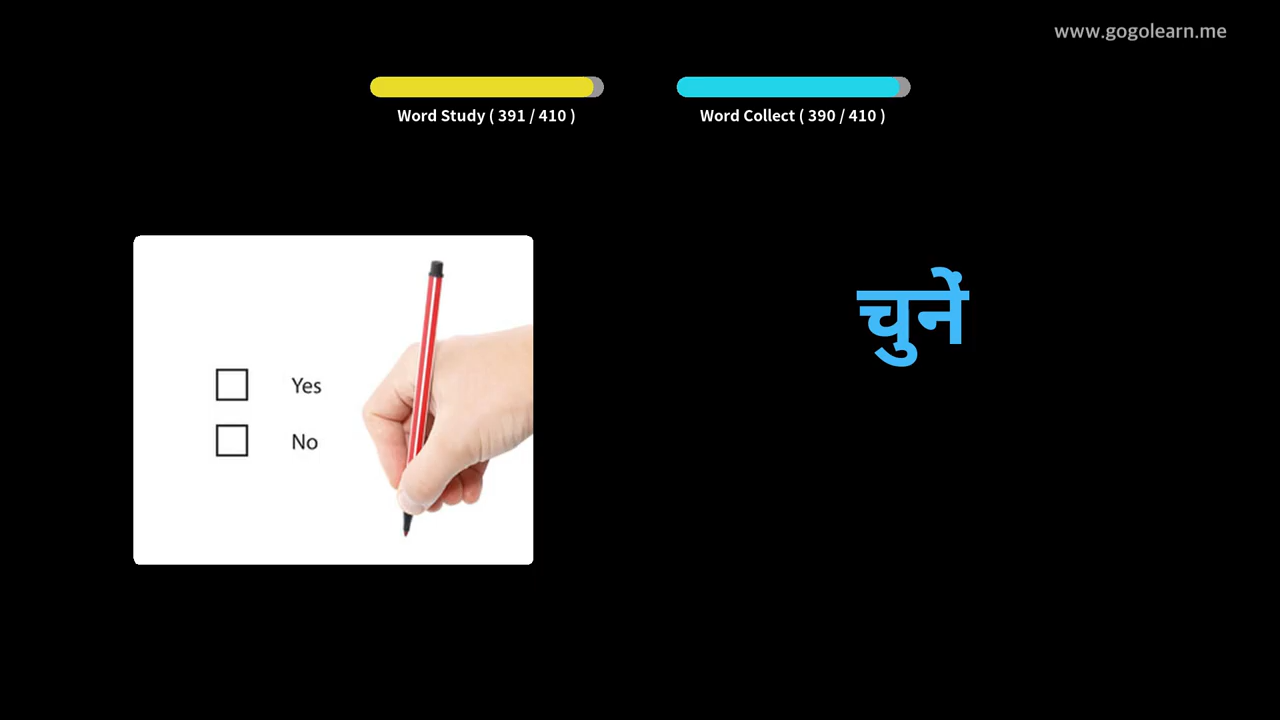 www.gogolearn.me
Word Study ( 391 / 410 )
Word Collect ( 390 / 410 )
चुनें
Yes
No